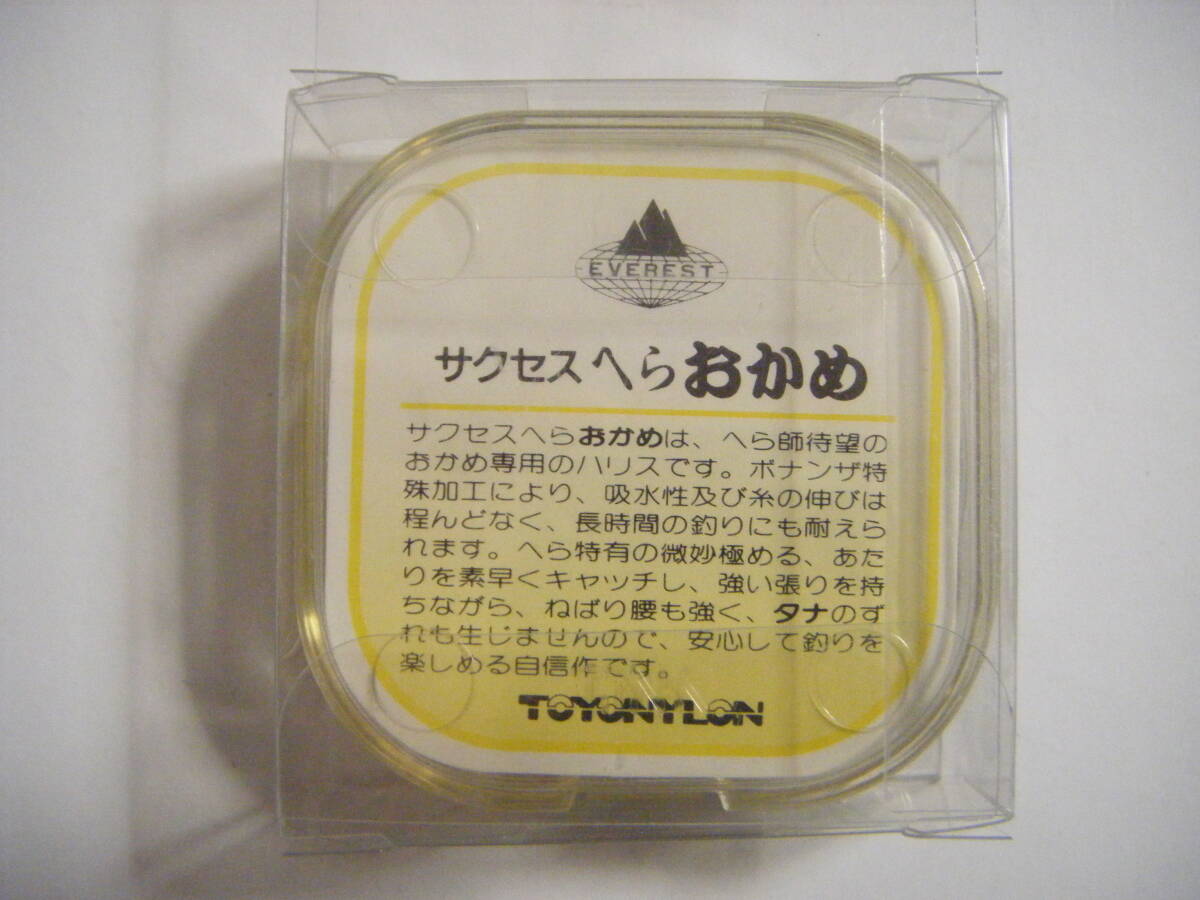 EVEREST
サクセスへらおかめ
サクセスへらおかめは、へら師待望の
おかめ専用のハリスです。ボナンザ特
殊加工により、吸水性及び糸の伸びは
程んどなく、長時間の釣りにも耐えら
れます。へら特有の微妙極める、あた
りを素早くキャッチし、強い張りを持
ちながら、ねばり腰も強く、タナのず
れも生じませんので、安心して釣りを
楽しめる自信作です。
TOYONYLON